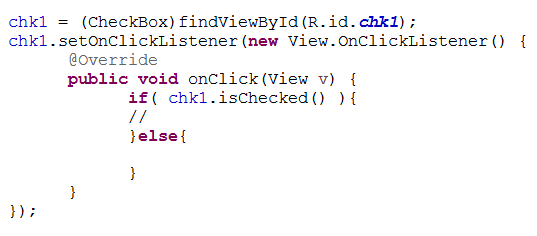 chk1 = (CheckBox)findViewById(R.id.chk1);
chk1.setOnClickListener(new View.OnClickListener() {
@Override
public void onClick(View v) {
if( chk1.isChecked() ){
//
}else{
}
}
});